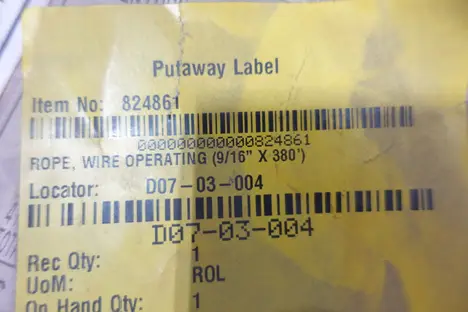 Putaway Label
Item No: 824861
000000000000824861
ROPE, WIRE OPERATING (9/16" X 380')
Locator: D07-03-004
D07-03-004
Rec Qty: 1
UoM: ROL
On Hand Qty: 1